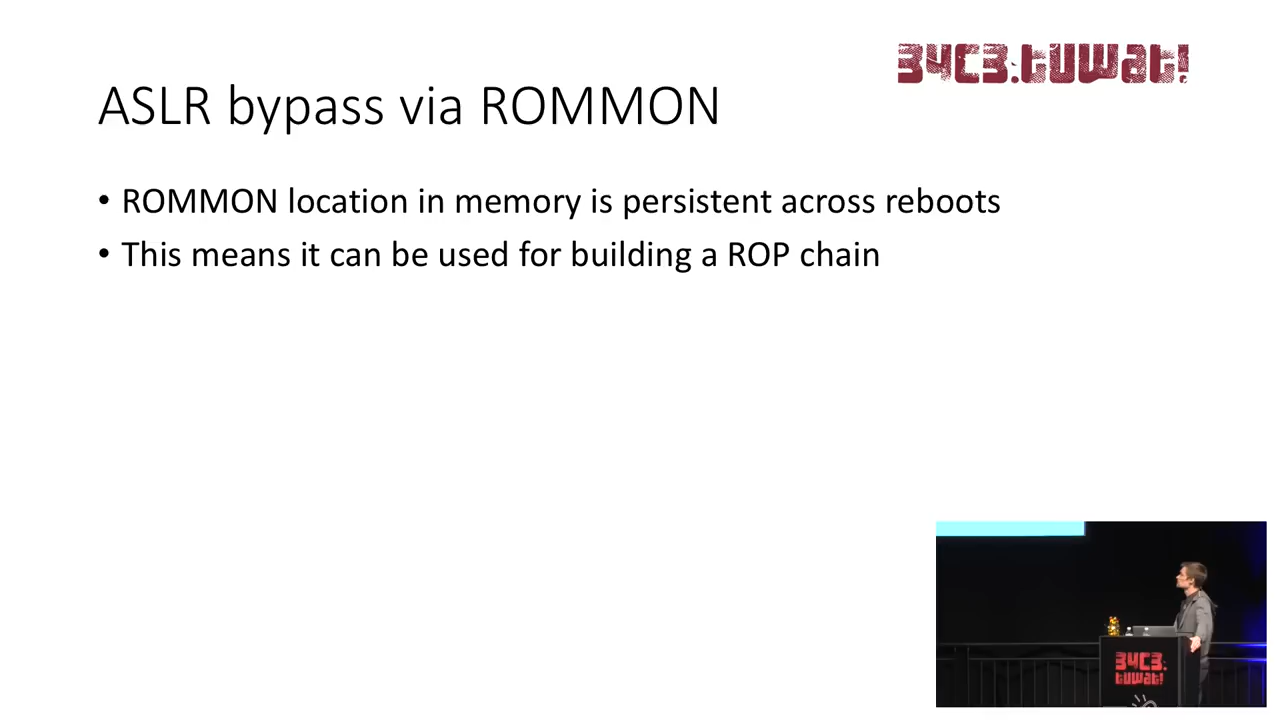 34C3.tuwat!
ASLR bypass via ROMMON
• ROMMON location in memory is persistent across reboots
• This means it can be used for building a ROP chain
34C3.
tuwat!